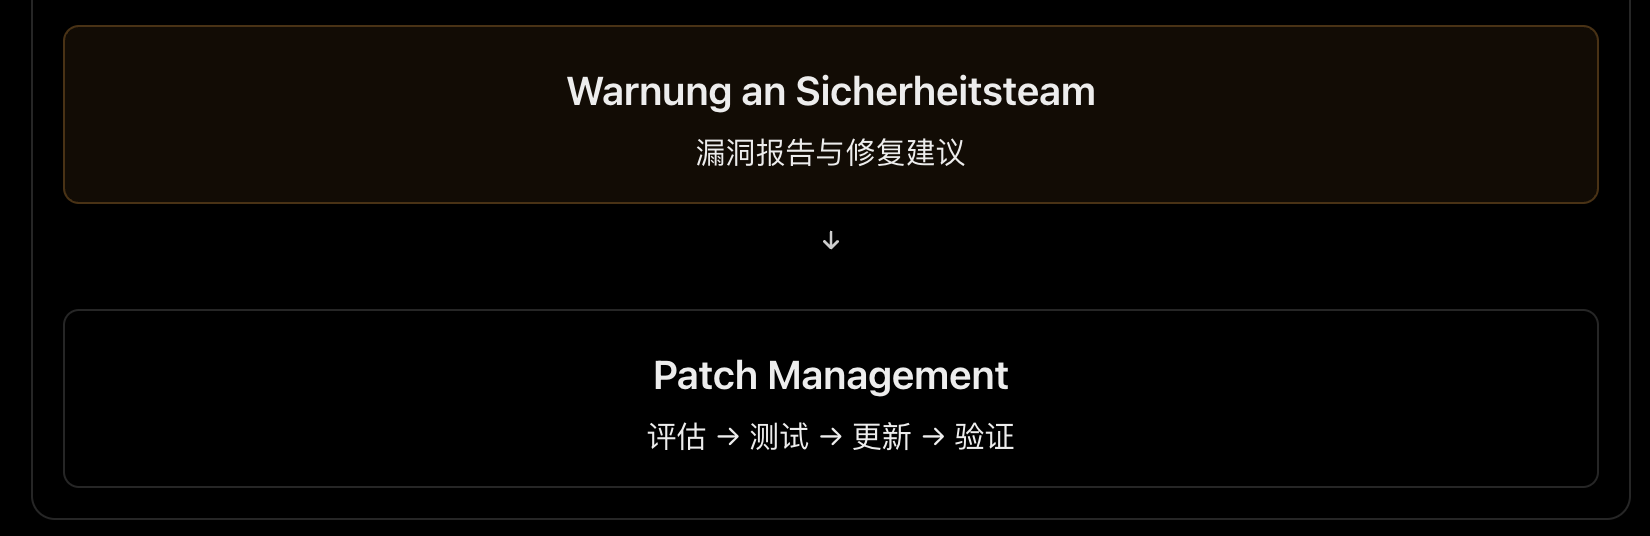 Warnung an Sicherheitsteam
漏洞报告与修复建议
↓
Patch Management
评估 → 测试 → 更新 → 验证